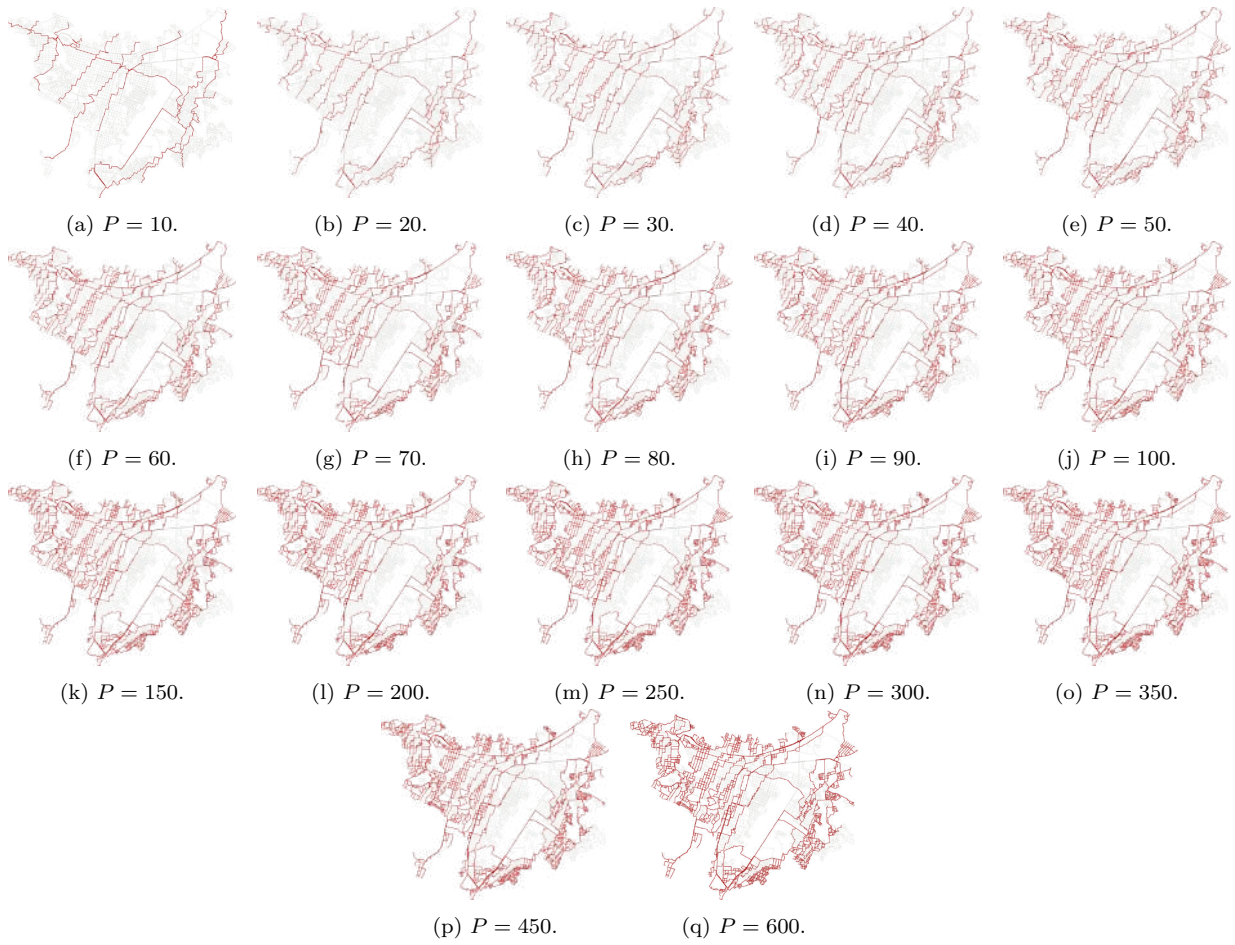 (a) P = 10.
(b) P = 20.
(c) P = 30.
(d) P = 40.
(e) P = 50.
(f) P = 60.
(g) P = 70.
(h) P = 80.
(i) P = 90.
(j) P = 100.
(k) P = 150.
(l) P = 200.
(m) P = 250.
(n) P = 300.
(o) P = 350.
(p) P = 450.
(q) P = 600.